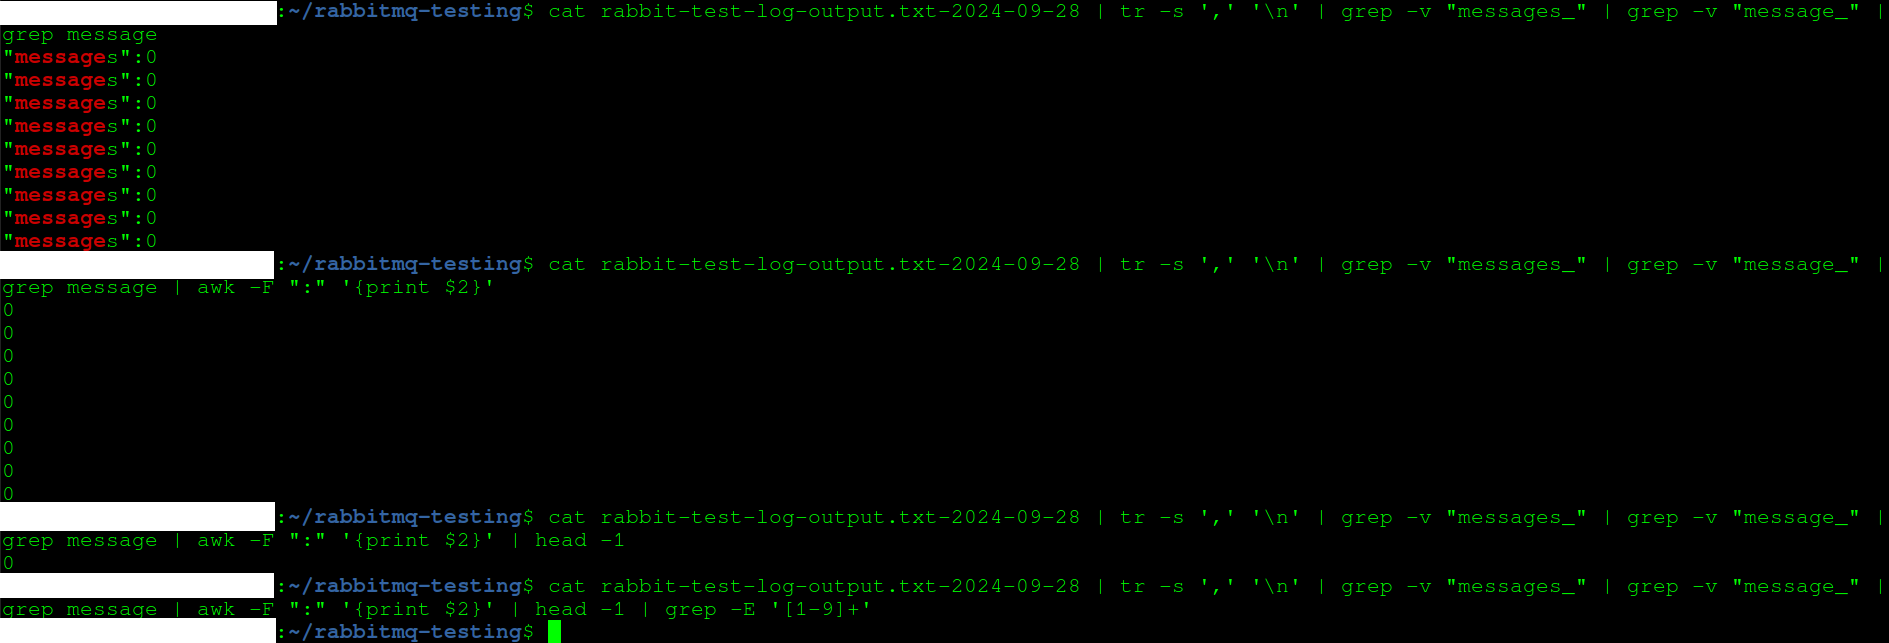 :~/rabbitmq-testing$ cat rabbit-test-log-output.txt-2024-09-28 | tr -s ',' '\n' | grep -v "messages_" | grep -v "message_" |
grep message
"messages":0
"messages":0
"messages":0
"messages":0
"messages":0
"messages":0
"messages":0
"messages":0
"messages":0
:~/rabbitmq-testing$ cat rabbit-test-log-output.txt-2024-09-28 | tr -s ',' '\n' | grep -v "messages_" | grep -v "message_" |
grep message | awk -F ":" '{print $2}'
0
0
0
0
0
0
0
0
0
:~/rabbitmq-testing$ cat rabbit-test-log-output.txt-2024-09-28 | tr -s ',' '\n' | grep -v "messages_" | grep -v "message_" |
grep message | awk -F ":" '{print $2}' | head -1
0
:~/rabbitmq-testing$ cat rabbit-test-log-output.txt-2024-09-28 | tr -s ',' '\n' | grep -v "messages_" | grep -v "message_" |
grep message | awk -F ":" '{print $2}' | head -1 | grep -E '[1-9]+'
:~/rabbitmq-testing$